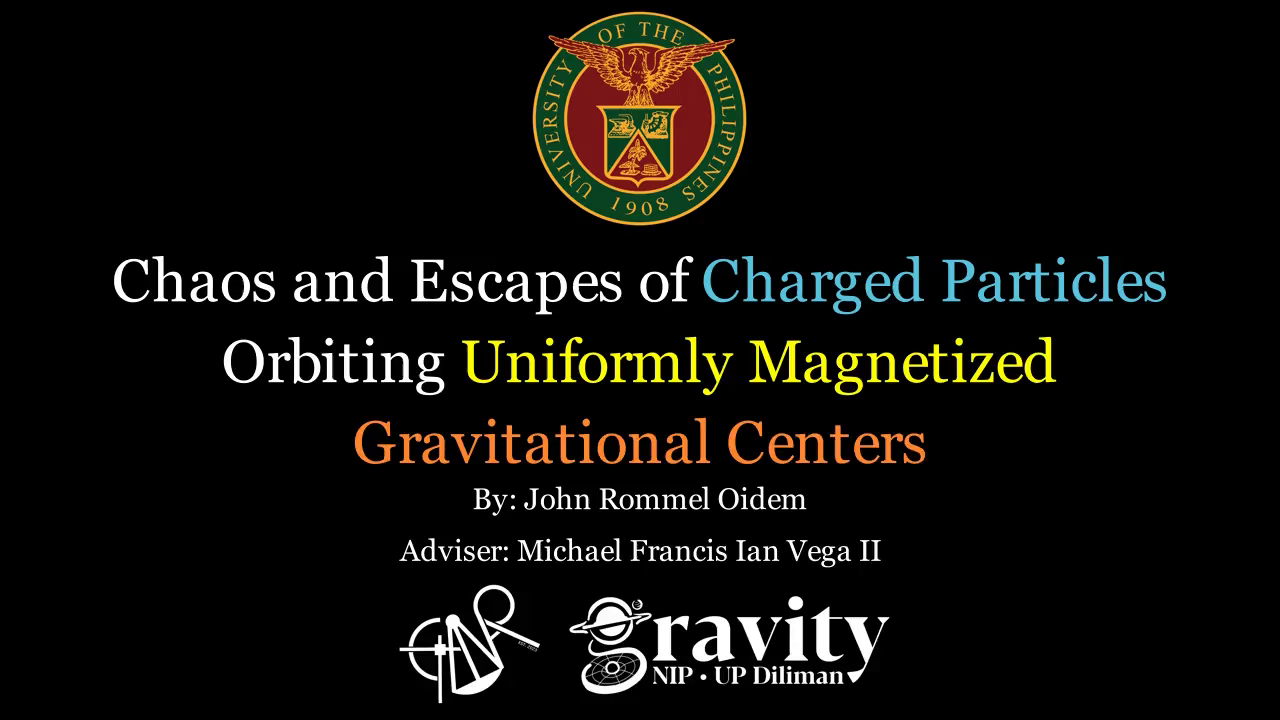 UNIVERSITY OF THE PHILIPPINES
1908
Chaos and Escapes of Charged Particles
Orbiting Uniformly Magnetized
Gravitational Centers
By: John Rommel Oidem
Adviser: Michael Francis Ian Vega II
gravity
NIP • UP Diliman